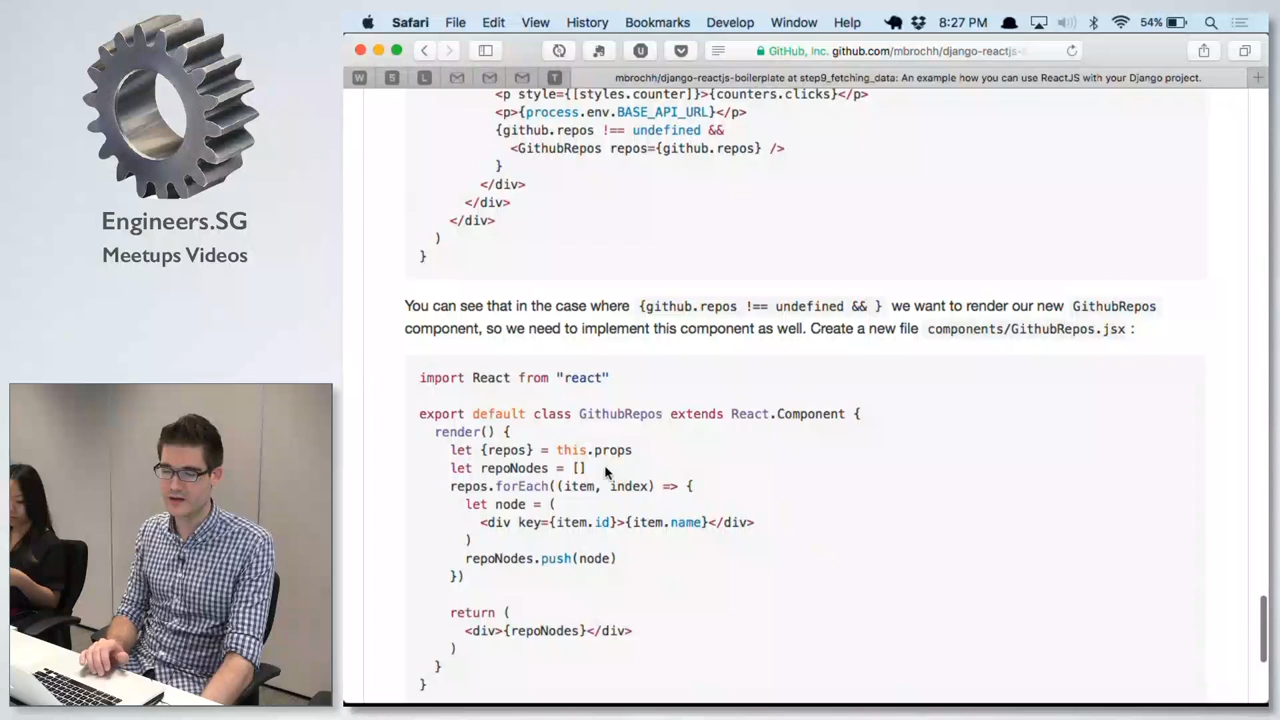 Engineers.SG
Meetups Videos
Safari File Edit View History Bookmarks Develop Window Help 8:27 PM 54%
GitHub, Inc. github.com/mbrochh/django-reactjs-
W 5 L T mbrochh/django-reactjs-boilerplate at step9_fetching_data: An example how you can use ReactJS with your Django project.
<p style={[styles.counter]}>{counters.clicks}</p>
<p>{process.env.BASE_API_URL}</p>
{github.repos !== undefined &&
<GithubRepos repos={github.repos} />
}
</div>
</div>
</div>
)
}
You can see that in the case where {github.repos !== undefined && } we want to render our new GithubRepos
component, so we need to implement this component as well. Create a new file components/GithubRepos.jsx :
import React from "react"
export default class GithubRepos extends React.Component {
render() {
let {repos} = this.props
let repoNodes = []
repos.forEach((item, index) => {
let node = (
<div key={item.id}>{item.name}</div>
)
repoNodes.push(node)
})
return (
<div>{repoNodes}</div>
)
}
}